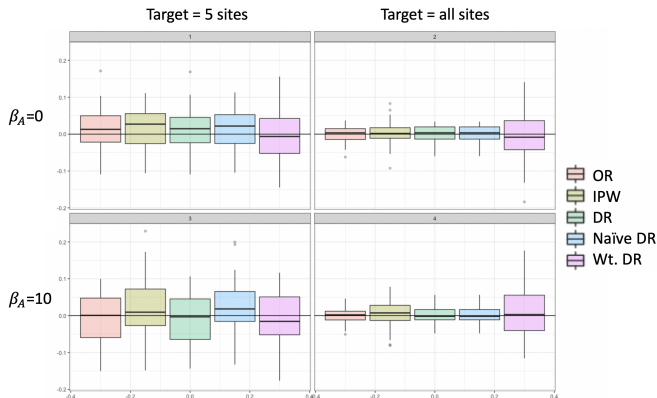 Target = 5 sites
Target = all sites
1
2
β_A=0
0.2
0.1
0.0
-0.1
-0.2
3
4
β_A=10
0.2
0.1
0.0
-0.1
-0.2
-0.4
-0.2
0.0
0.2
0.4
-0.2
0.0
0.2
0.4
OR
IPW
DR
Naïve DR
Wt. DR